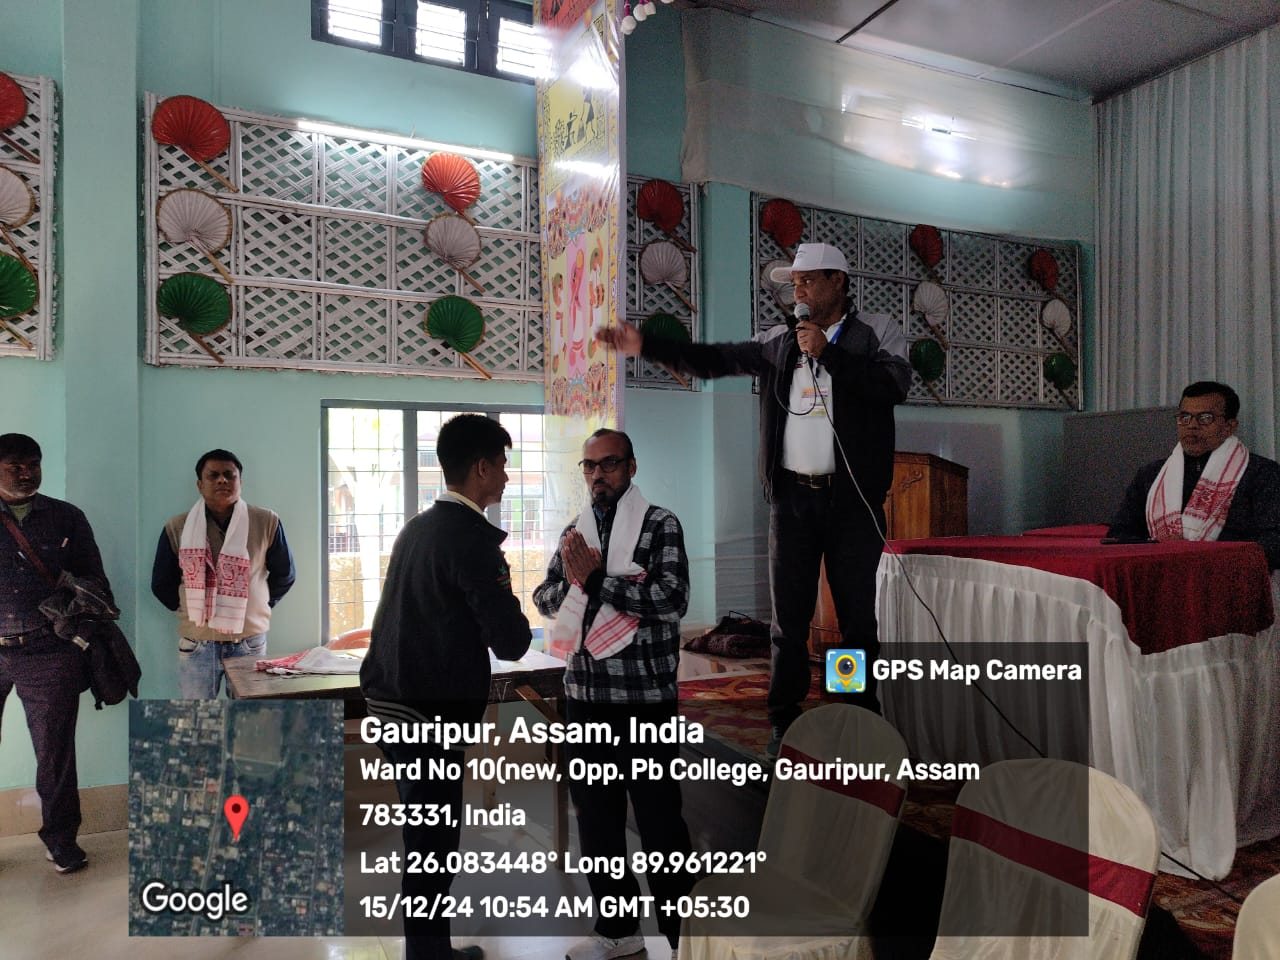 GPS Map Camera
Gauripur, Assam, India
Ward No 10(new, Opp. Pb College, Gauripur, Assam
783331, India
Lat 26.083448° Long 89.961221°
15/12/24 10:54 AM GMT +05:30
Google